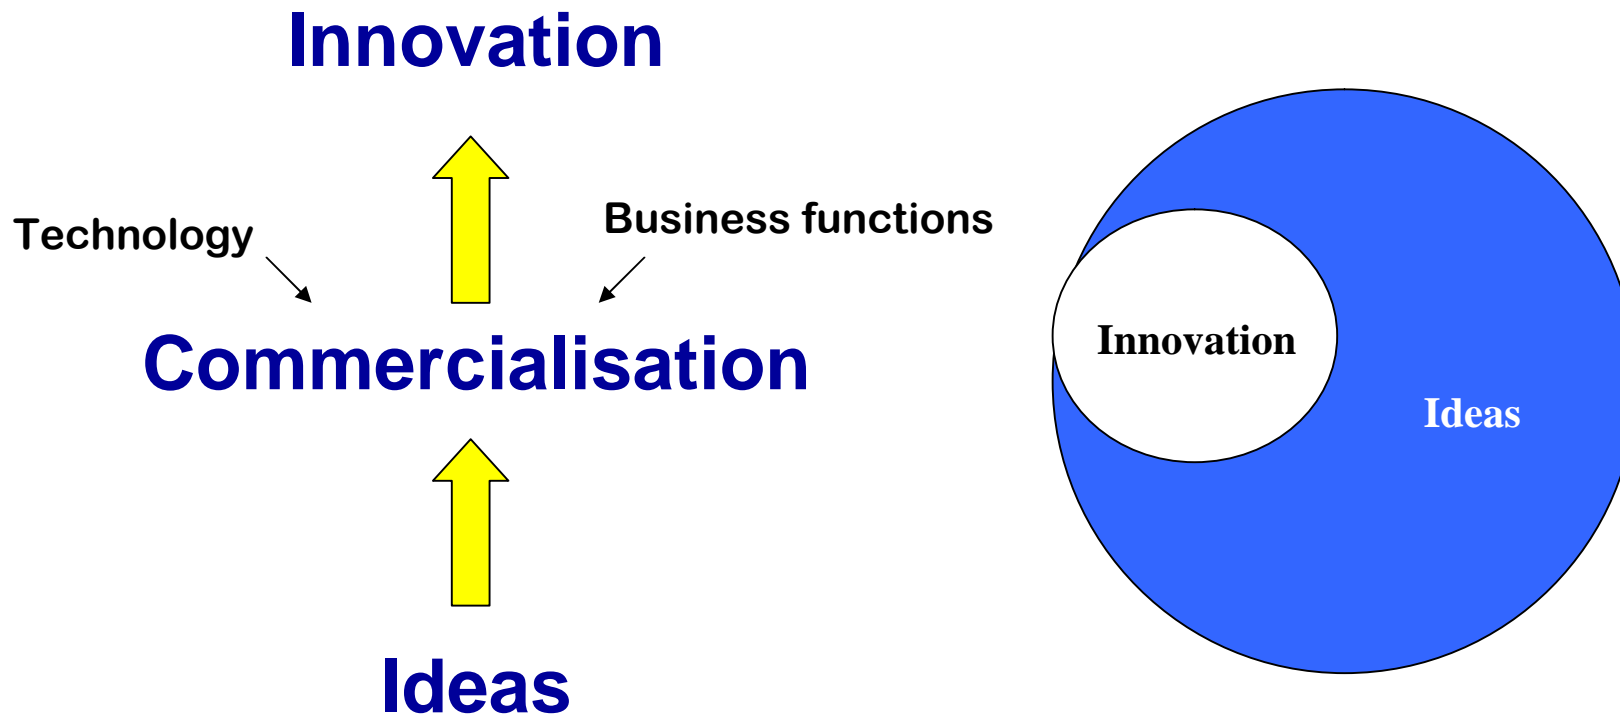 Innovation
Technology
Business functions
Commercialisation
Ideas
Innovation
Ideas